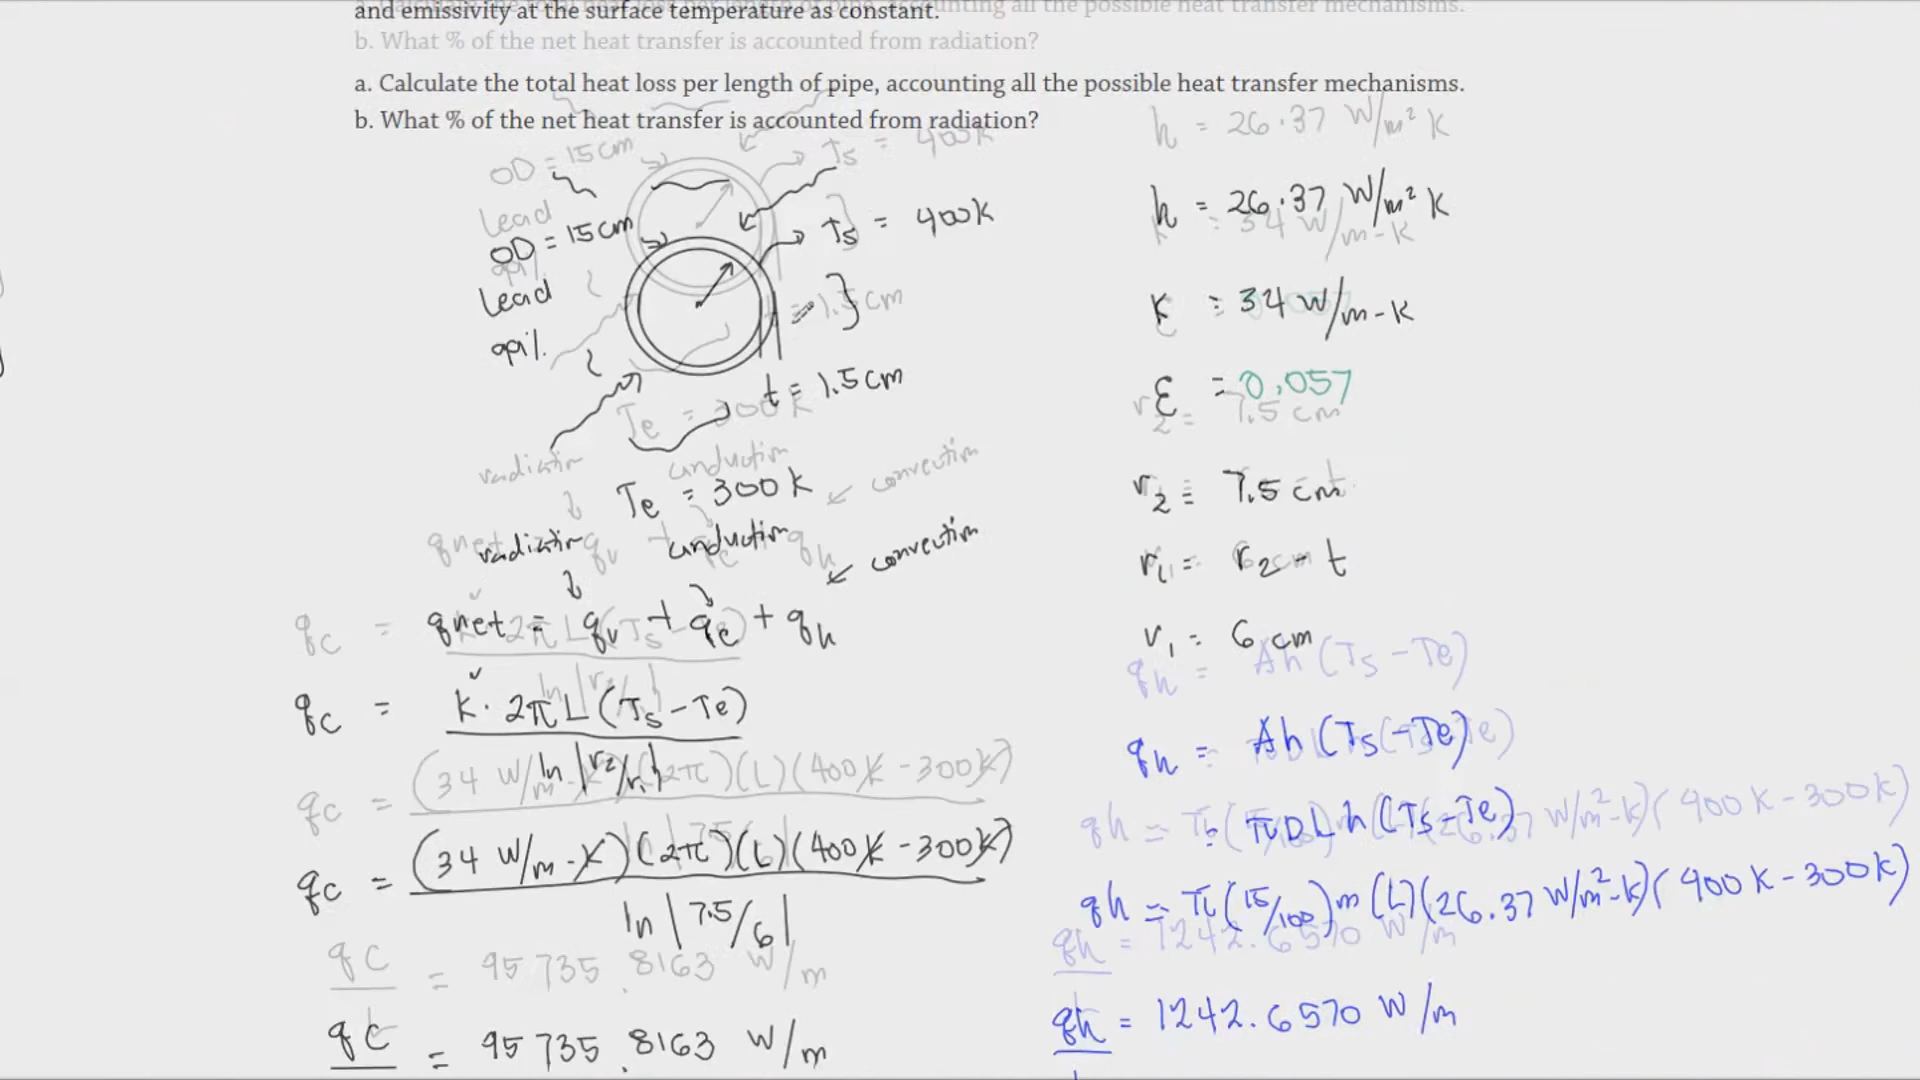 and emissivity at the surface temperature as constant.
b. What % of the net heat transfer is accounted from radiation?
a. Calculate the total heat loss per length of pipe, accounting all the possible heat transfer mechanisms.
b. What % of the net heat transfer is accounted from radiation?
OD = 15 cm
Lead
Ts = 400 K
t = 1.5 cm
Te = 300 K
radiation
conduction
convection
qnet = qr + qc + qh
qc = K · 2πL (Ts - Te)
ln |r2/r1|
qc = (34 W/m-K)(2π)(L)(400K - 300K)
ln |7.5/6|
qc = 95735.8163 W/m
L
h = 26.37 W/m² K
K = 34 W/m-K
ε = 0.057
r2 = 7.5 cm
r1 = r2 - t
r1 = 6 cm
qh = Ah (Ts - Te)
πDLh (Ts - Te)
qh = π (15/100) m (L)(26.37 W/m²-K)(400K - 300K)
qh = 1242.6570 W/m